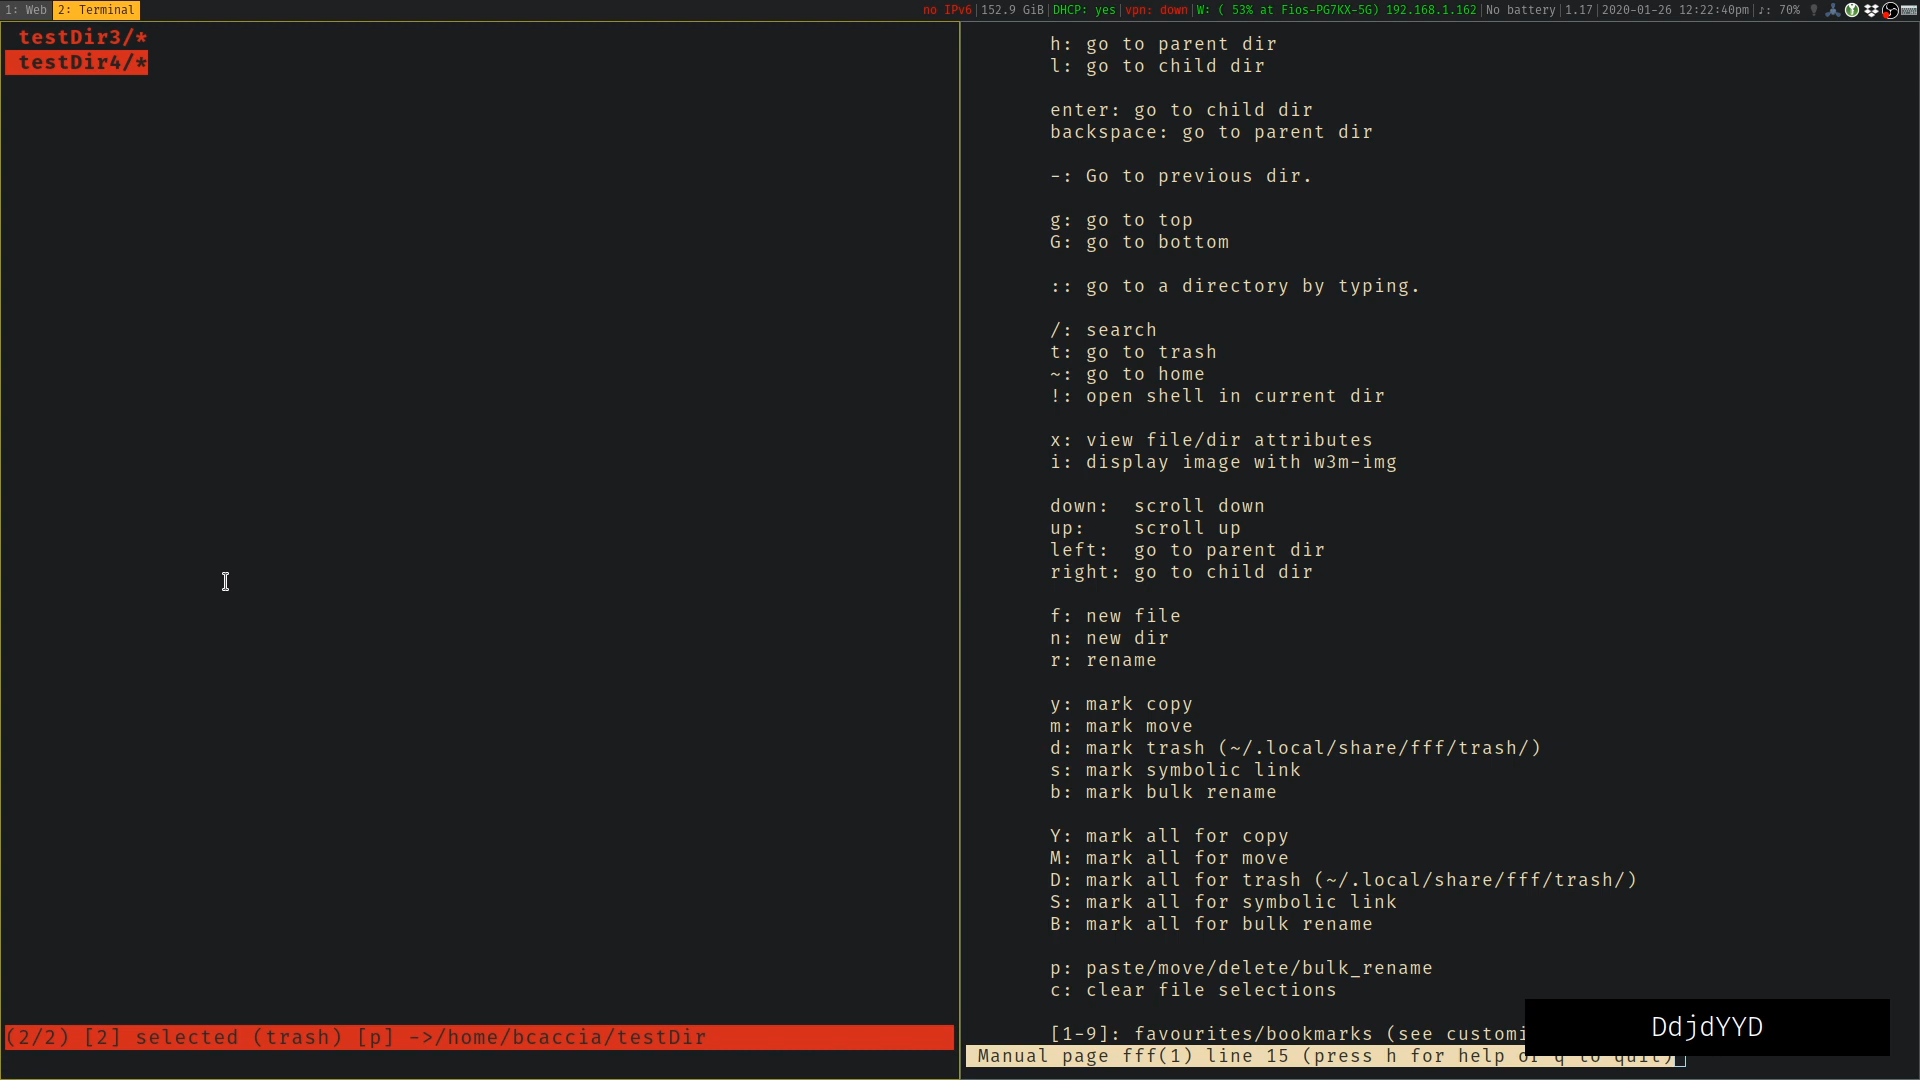 1: Web 2: Terminal no IPv6|152.9 GiB|DHCP: yes|vpn: down|W: ( 53% at Fios-PG7KX-5G) 192.168.1.162|No battery|1.17|2020-01-26 12:22:40pm|♪: 70%
testDir3/*
testDir4/*
(2/2) [2] selected (trash) [p] ->/home/bcaccia/testDir
h: go to parent dir
l: go to child dir
enter: go to child dir
backspace: go to parent dir
-: Go to previous dir.
g: go to top
G: go to bottom
:: go to a directory by typing.
/: search
t: go to trash
~: go to home
!: open shell in current dir
x: view file/dir attributes
i: display image with w3m-img
down:  scroll down
up:    scroll up
left:  go to parent dir
right: go to child dir
f: new file
n: new dir
r: rename
y: mark copy
m: mark move
d: mark trash (~/.local/share/fff/trash/)
s: mark symbolic link
b: mark bulk rename
Y: mark all for copy
M: mark all for move
D: mark all for trash (~/.local/share/fff/trash/)
S: mark all for symbolic link
B: mark all for bulk rename
p: paste/move/delete/bulk_rename
c: clear file selections
[1-9]: favourites/bookmarks (see customi
Manual page fff(1) line 15 (press h for help or q to quit)
DdjdYYD